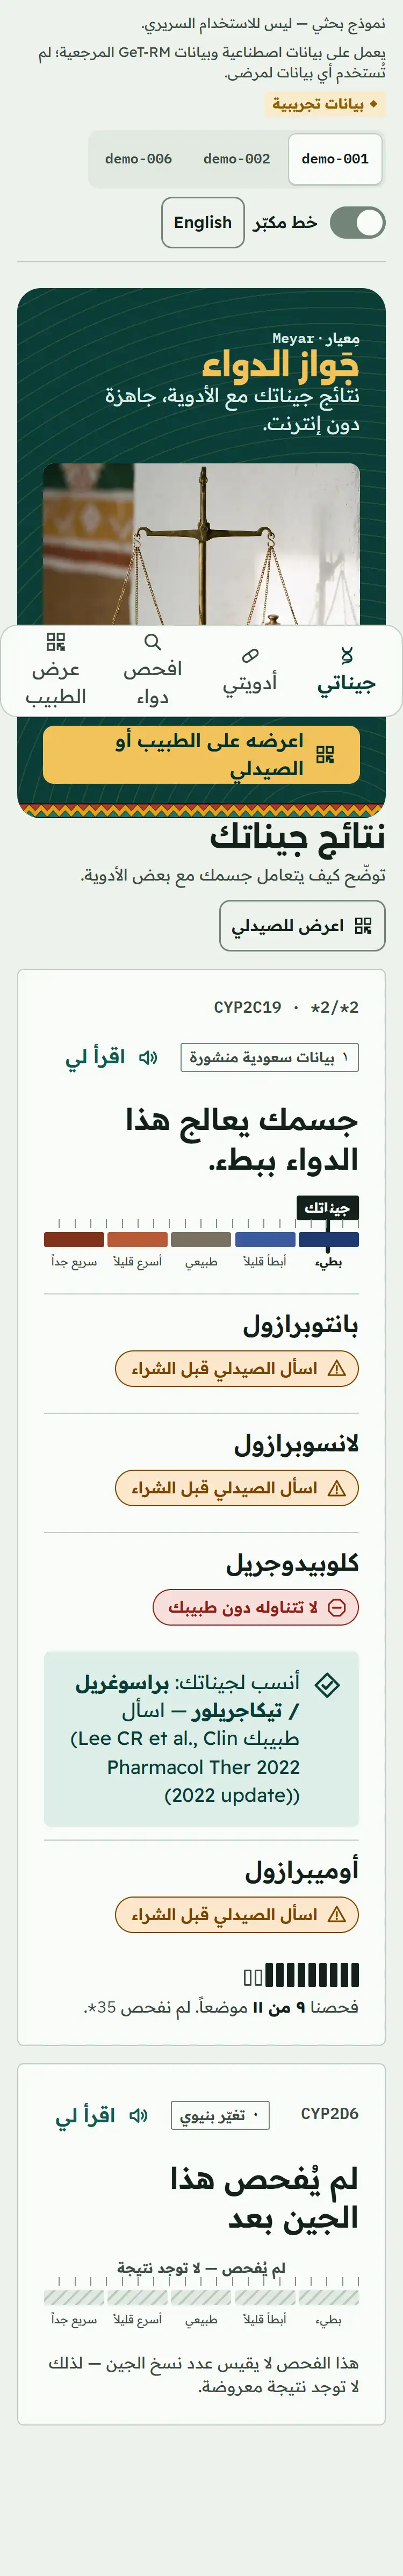 نموذج بحثي — ليس للاستخدام السريري.
يعمل على بيانات اصطناعية وبيانات GeT-RM المرجعية؛ لم
تُستخدم أي بيانات لمرضى.
بيانات تجريبية
demo-001 demo-002 demo-006
خط مكبّر English
مِعيار · Meyar
جَواز الدواء
نتائج جيناتك مع الأدوية، جاهزة
دون إنترنت.
جيناتي أدويتي افحص دواء عرض الطبيب
اعرضه على الطبيب أو
الصيدلي
نتائج جيناتك
توضّح كيف يتعامل جسمك مع بعض الأدوية.
اعرض للصيدلي
CYP2C19 · *2/*2
١ بيانات سعودية منشورة اقرأ لي
جسمك يعالج هذا
الدواء ببطء.
جيناتك
بطيء أبطأ قليلاً طبيعي أسرع قليلاً سريع جداً
بانتوبرازول
اسأل الصيدلي قبل الشراء
لانسوبرازول
اسأل الصيدلي قبل الشراء
كلوبيدوجريل
لا تتناوله دون طبيبك
أنسب لجيناتك: براسوغريل
/ تيكاجريلور — اسأل
طبيبك (Lee CR et al., Clin
Pharmacol Ther 2022
(2022 update))
أوميبرازول
اسأل الصيدلي قبل الشراء
فحصنا ٩ من ١١ موضعاً. لم نفحص *35.
CYP2D6 تغيّر بنيوي اقرأ لي
لم يُفحص هذا
الجين بعد
لم يُفحص — لا توجد نتيجة
بطيء أبطأ قليلاً طبيعي أسرع قليلاً سريع جداً
هذا الفحص لا يقيس عدد نسخ الجين — لذلك
لا توجد نتيجة معروضة.